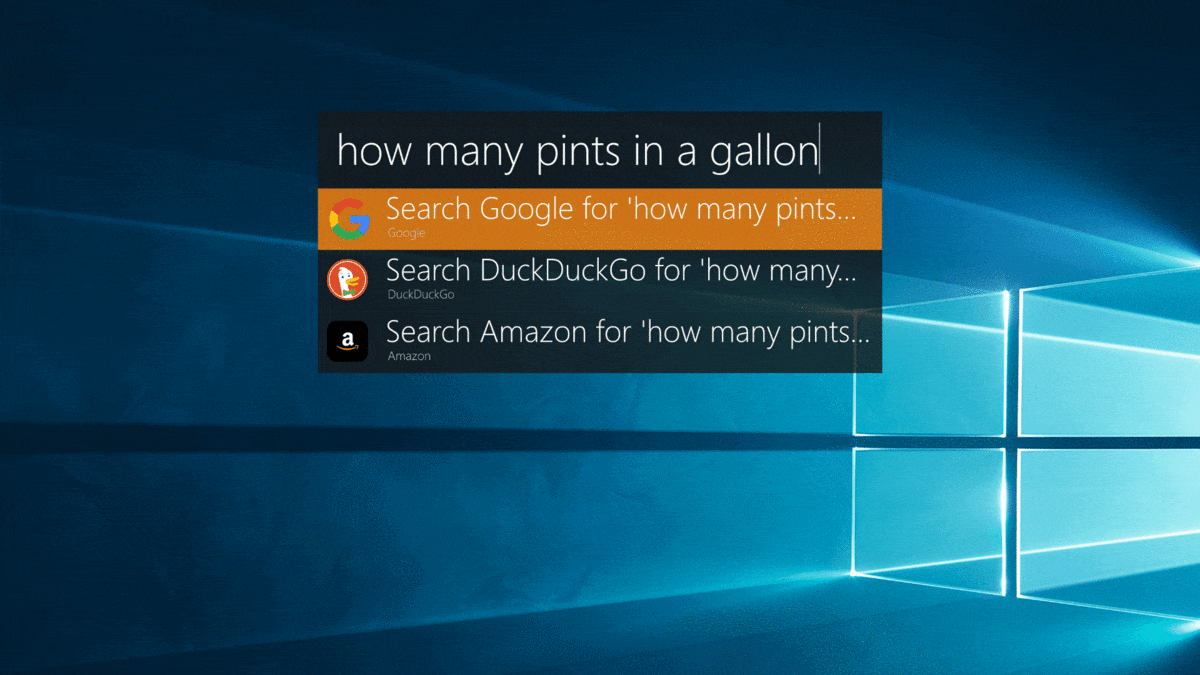 how many pints in a gallon
Search Google for 'how many pints...
Google
Search DuckDuckGo for 'how many...
DuckDuckGo
Search Amazon for 'how many pints...
Amazon